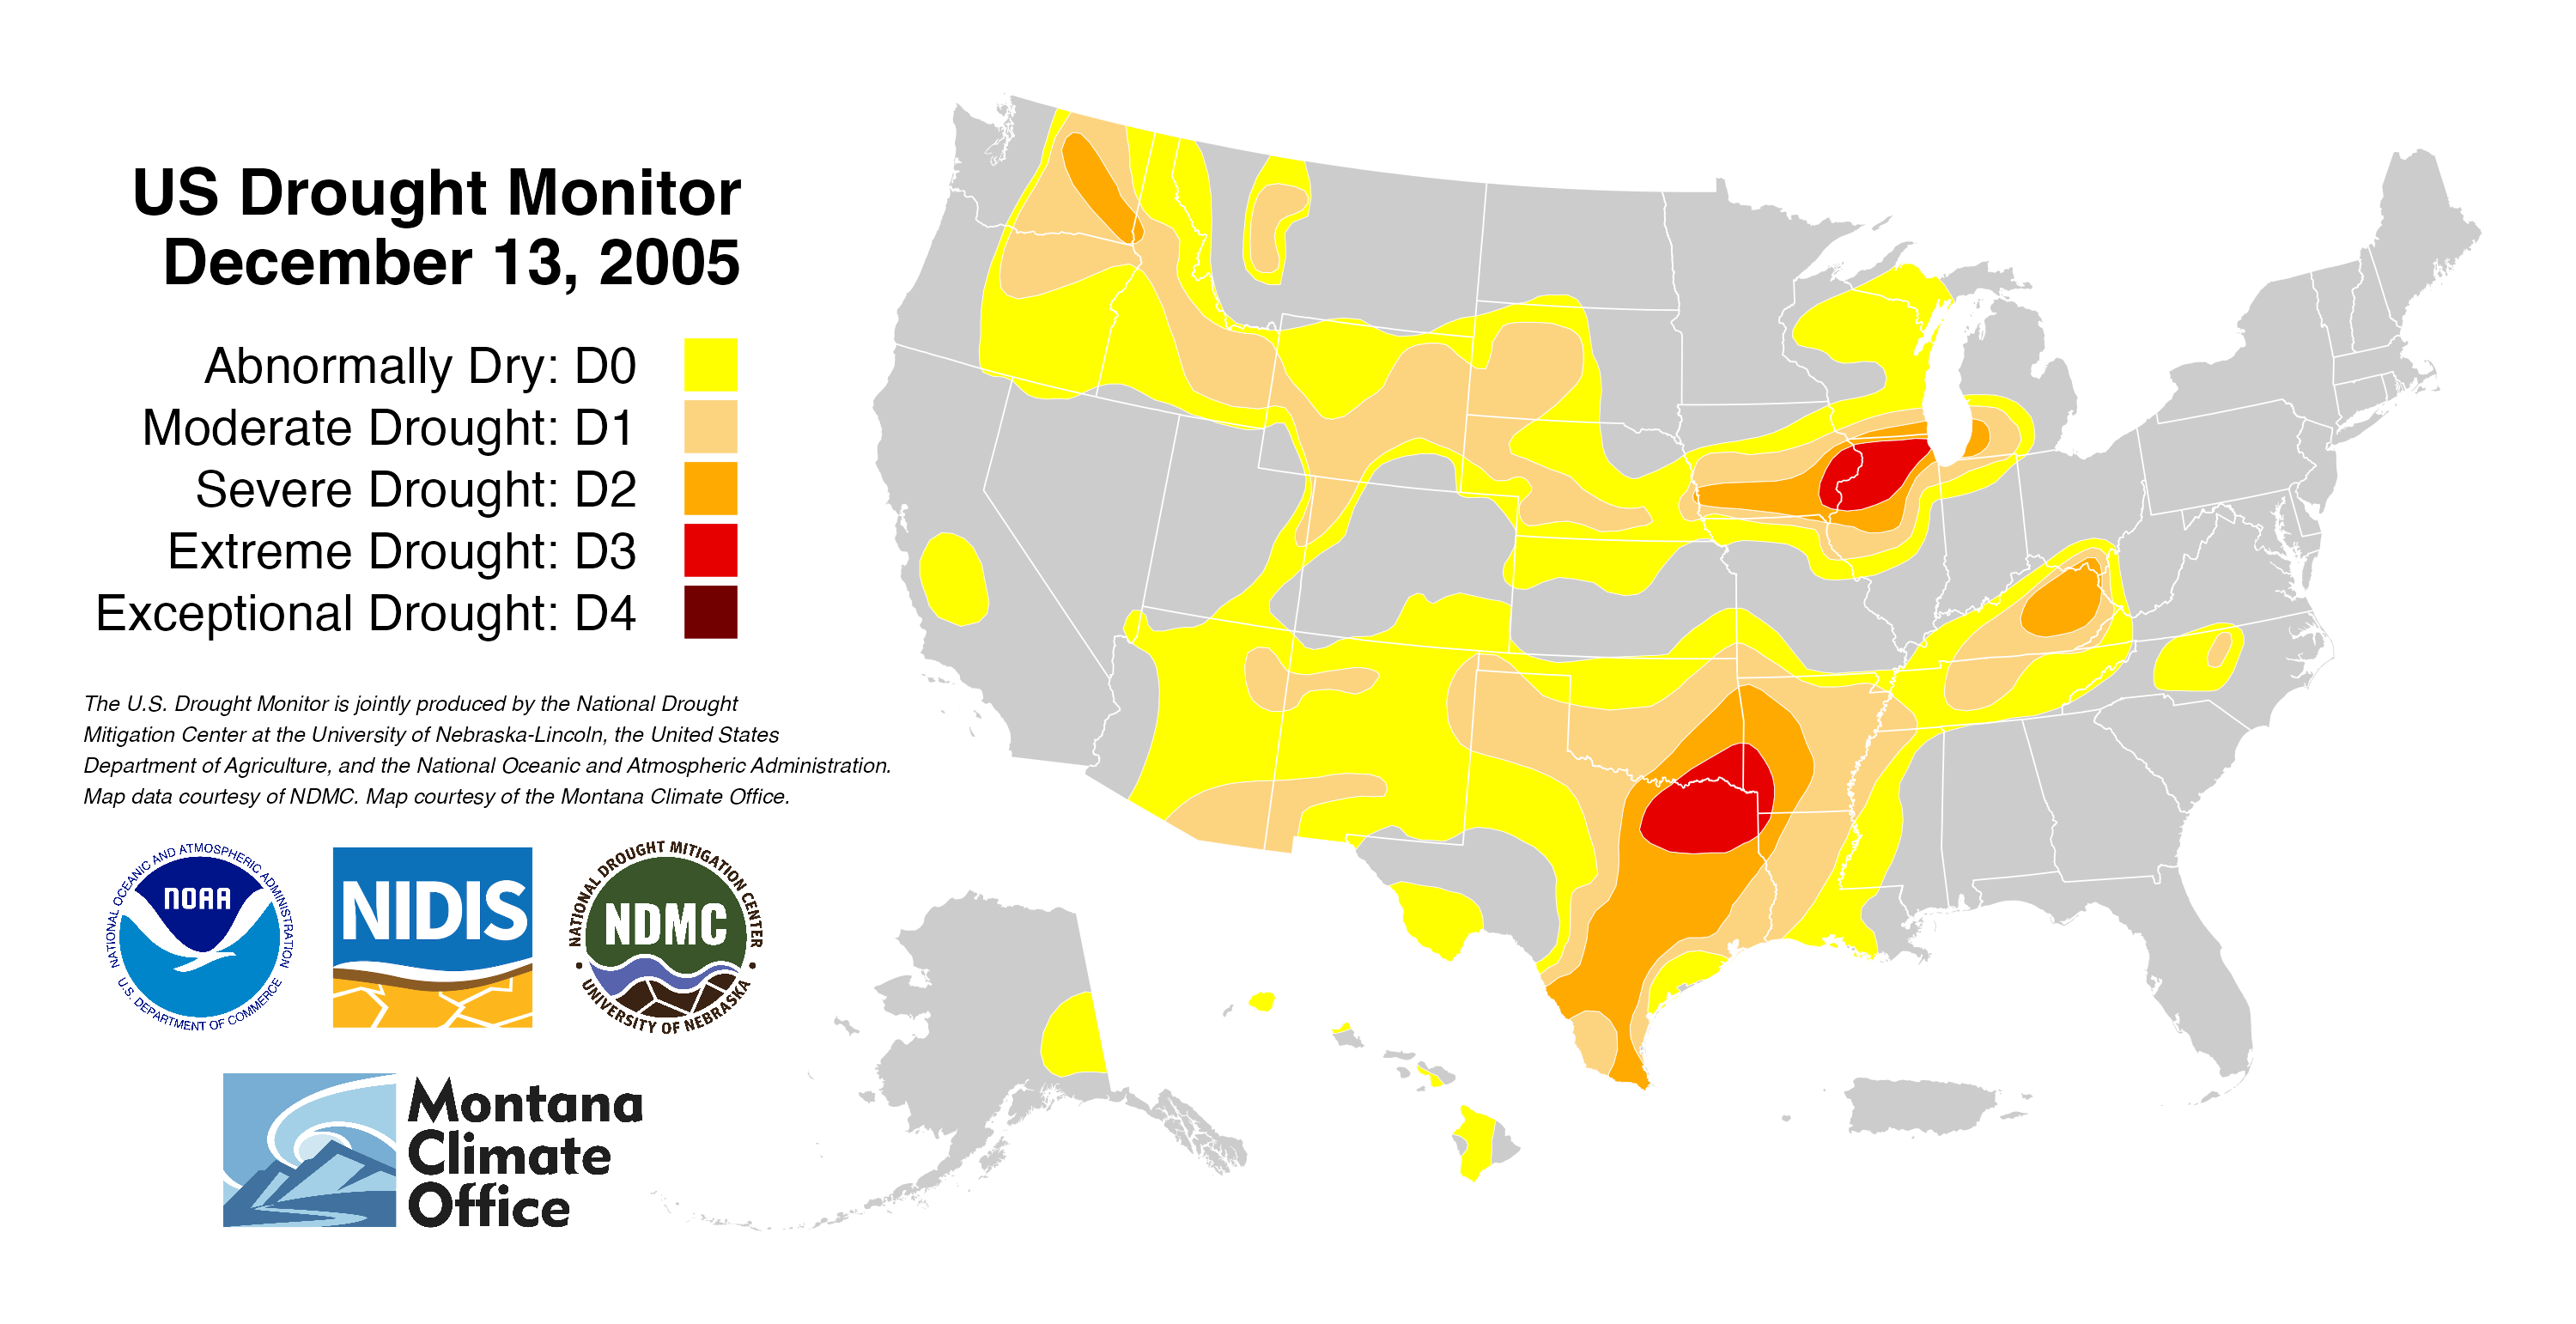 US Drought Monitor
December 13, 2005
Abnormally Dry: D0
Moderate Drought: D1
Severe Drought: D2
Extreme Drought: D3
Exceptional Drought: D4
The U.S. Drought Monitor is jointly produced by the National Drought
Mitigation Center at the University of Nebraska-Lincoln, the United States
Department of Agriculture, and the National Oceanic and Atmospheric Administration.
Map data courtesy of NDMC. Map courtesy of the Montana Climate Office.
NATIONAL OCEANIC AND ATMOSPHERIC ADMINISTRATION
NOAA
U.S. DEPARTMENT OF COMMERCE
NIDIS
NATIONAL DROUGHT MITIGATION CENTER
NDMC
UNIVERSITY OF NEBRASKA
Montana
Climate
Office